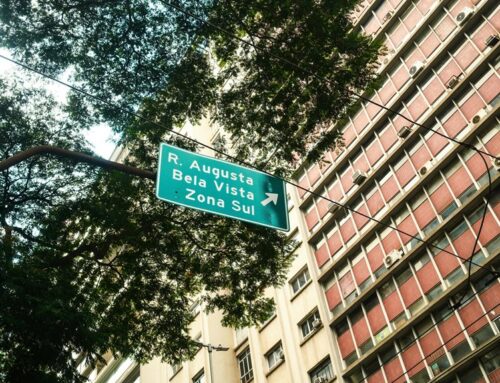 R. Augusta
Bela Vista
Zona Sul